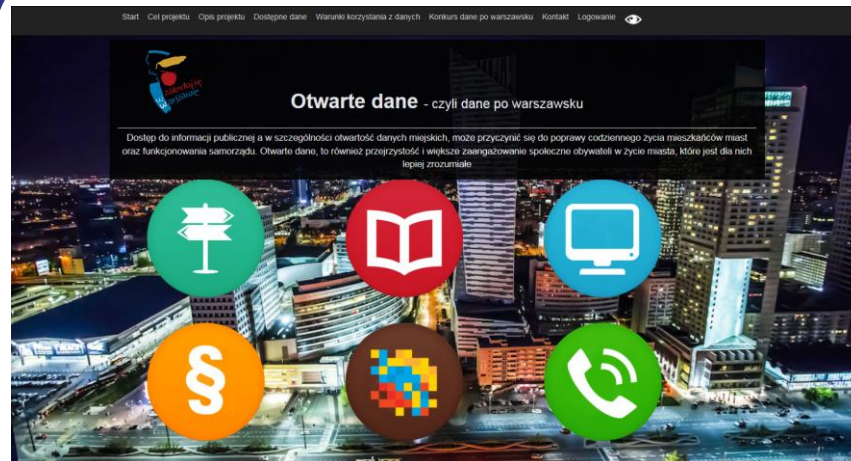 Start Cel projektu Opis projektu Dostępne dane Warunki korzystania z danych Konkurs dane po warszawsku Kontakt Logowanie
zakochaj się
w Warszawie
Otwarte dane - czyli dane po warszawsku
Dostęp do informacji publicznej a w szczególności otwartość danych miejskich, może przyczynić się do poprawy codziennego życia mieszkańców miast
oraz funkcjonowania samorządu. Otwarte dane, to również przejrzystość i większe zaangażowanie społeczne obywateli w życie miasta, które jest dla nich
lepiej zrozumiałe
§